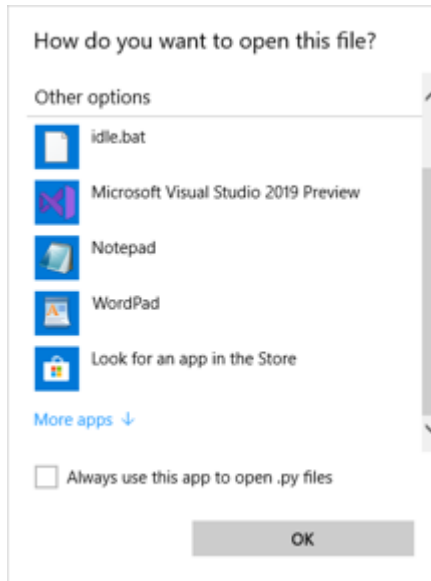 How do you want to open this file?
Other options
idle.bat
Microsoft Visual Studio 2019 Preview
Notepad
WordPad
Look for an app in the Store
More apps ↓
Always use this app to open .py files
OK